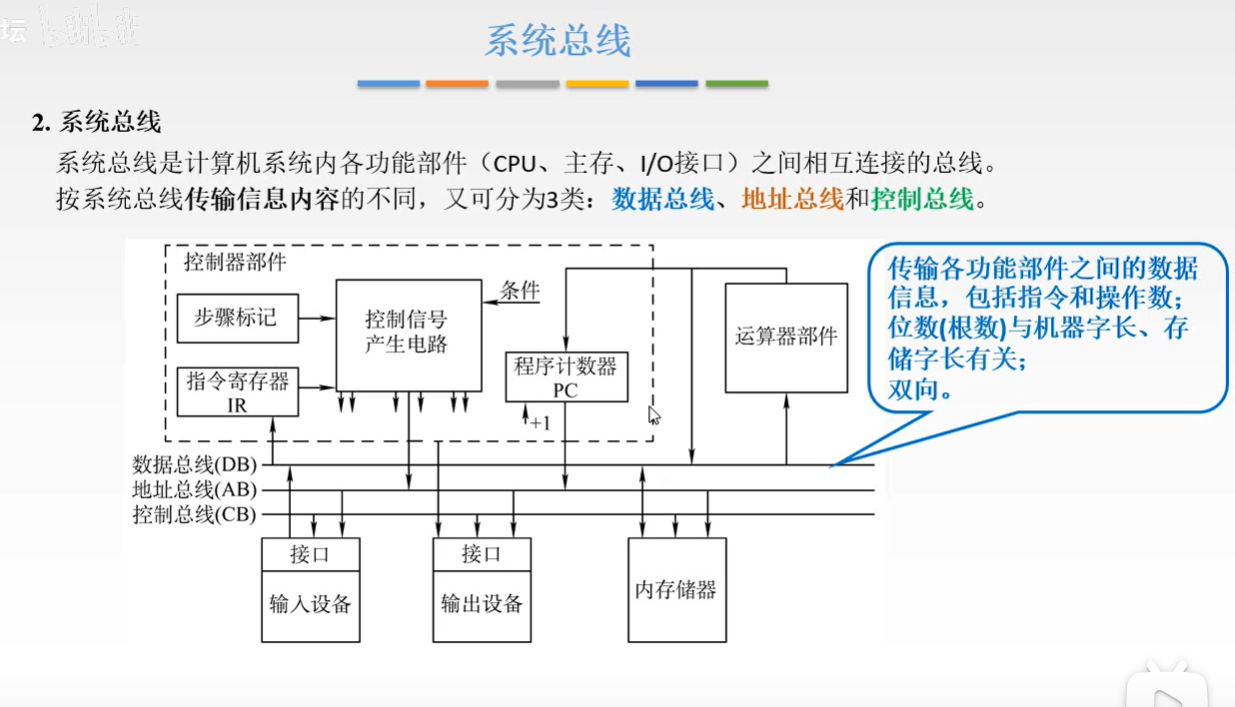 坛
bilibili
系统总线
2. 系统总线
系统总线是计算机系统内各功能部件（CPU、主存、I/O接口）之间相互连接的总线。
按系统总线传输信息内容的不同，又可分为3类：数据总线、地址总线和控制总线。
控制器部件
步骤标记
指令寄存器
IR
控制信号
产生电路
条件
程序计数器
PC
+1
运算器部件
传输各功能部件之间的数据
信息，包括指令和操作数；
位数(根数)与机器字长、存
储字长有关；
双向。
数据总线(DB)
地址总线(AB)
控制总线(CB)
接口
输入设备
接口
输出设备
内存储器